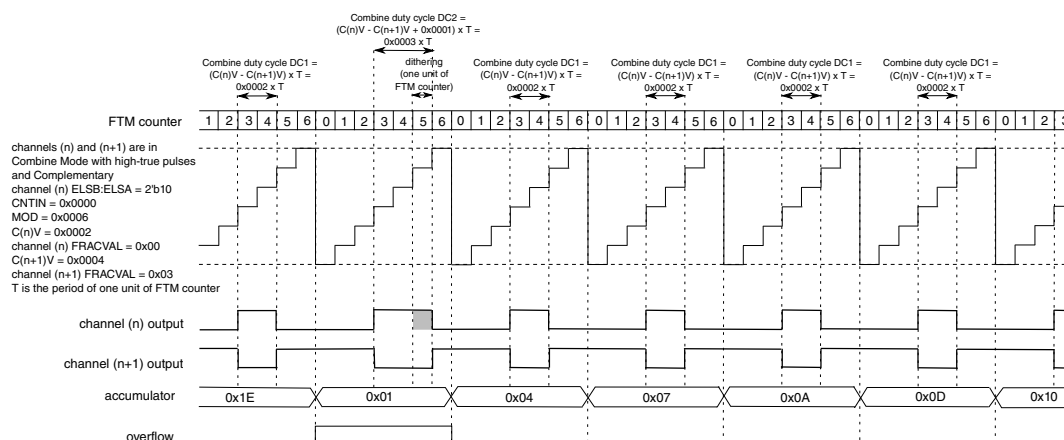 Combine duty cycle DC2 =
(C(n)V - C(n+1)V + 0x0001) x T =
0x0003 x T
Combine duty cycle DC1 =
(C(n)V - C(n+1)V) x T =
0x0002 x T
dithering
(one unit of
FTM counter)
Combine duty cycle DC1 =
(C(n)V - C(n+1)V) x T =
0x0002 x T
Combine duty cycle DC1 =
(C(n)V - C(n+1)V) x T =
0x0002 x T
Combine duty cycle DC1 =
(C(n)V - C(n+1)V) x T =
0x0002 x T
Combine duty cycle DC1 =
(C(n)V - C(n+1)V) x T =
0x0002 x T
FTM counter 1 2 3 4 5 6 0 1 2 3 4 5 6 0 1 2 3 4 5 6 0 1 2 3 4 5 6 0 1 2 3 4 5 6 0 1 2 3 4 5 6 0 1 2 3
channels (n) and (n+1) are in
Combine Mode with high-true pulses
and Complementary
channel (n) ELSB:ELSA = 2'b10
CNTIN = 0x0000
MOD = 0x0006
C(n)V = 0x0002
channel (n) FRACVAL = 0x00
C(n+1)V = 0x0004
channel (n+1) FRACVAL = 0x03
T is the period of one unit of FTM counter
channel (n) output
channel (n+1) output
accumulator 0x1E 0x01 0x04 0x07 0x0A 0x0D 0x10
overflow